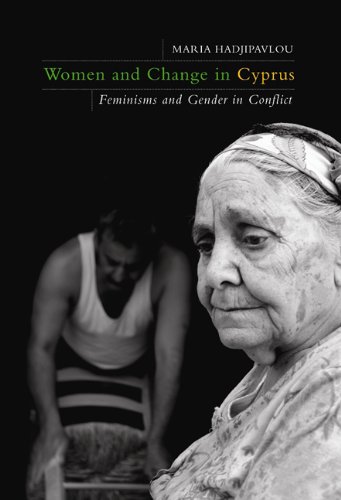 MARIA HADJIPAVLOU
Women and Change in Cyprus
Feminisms and Gender in Conflict